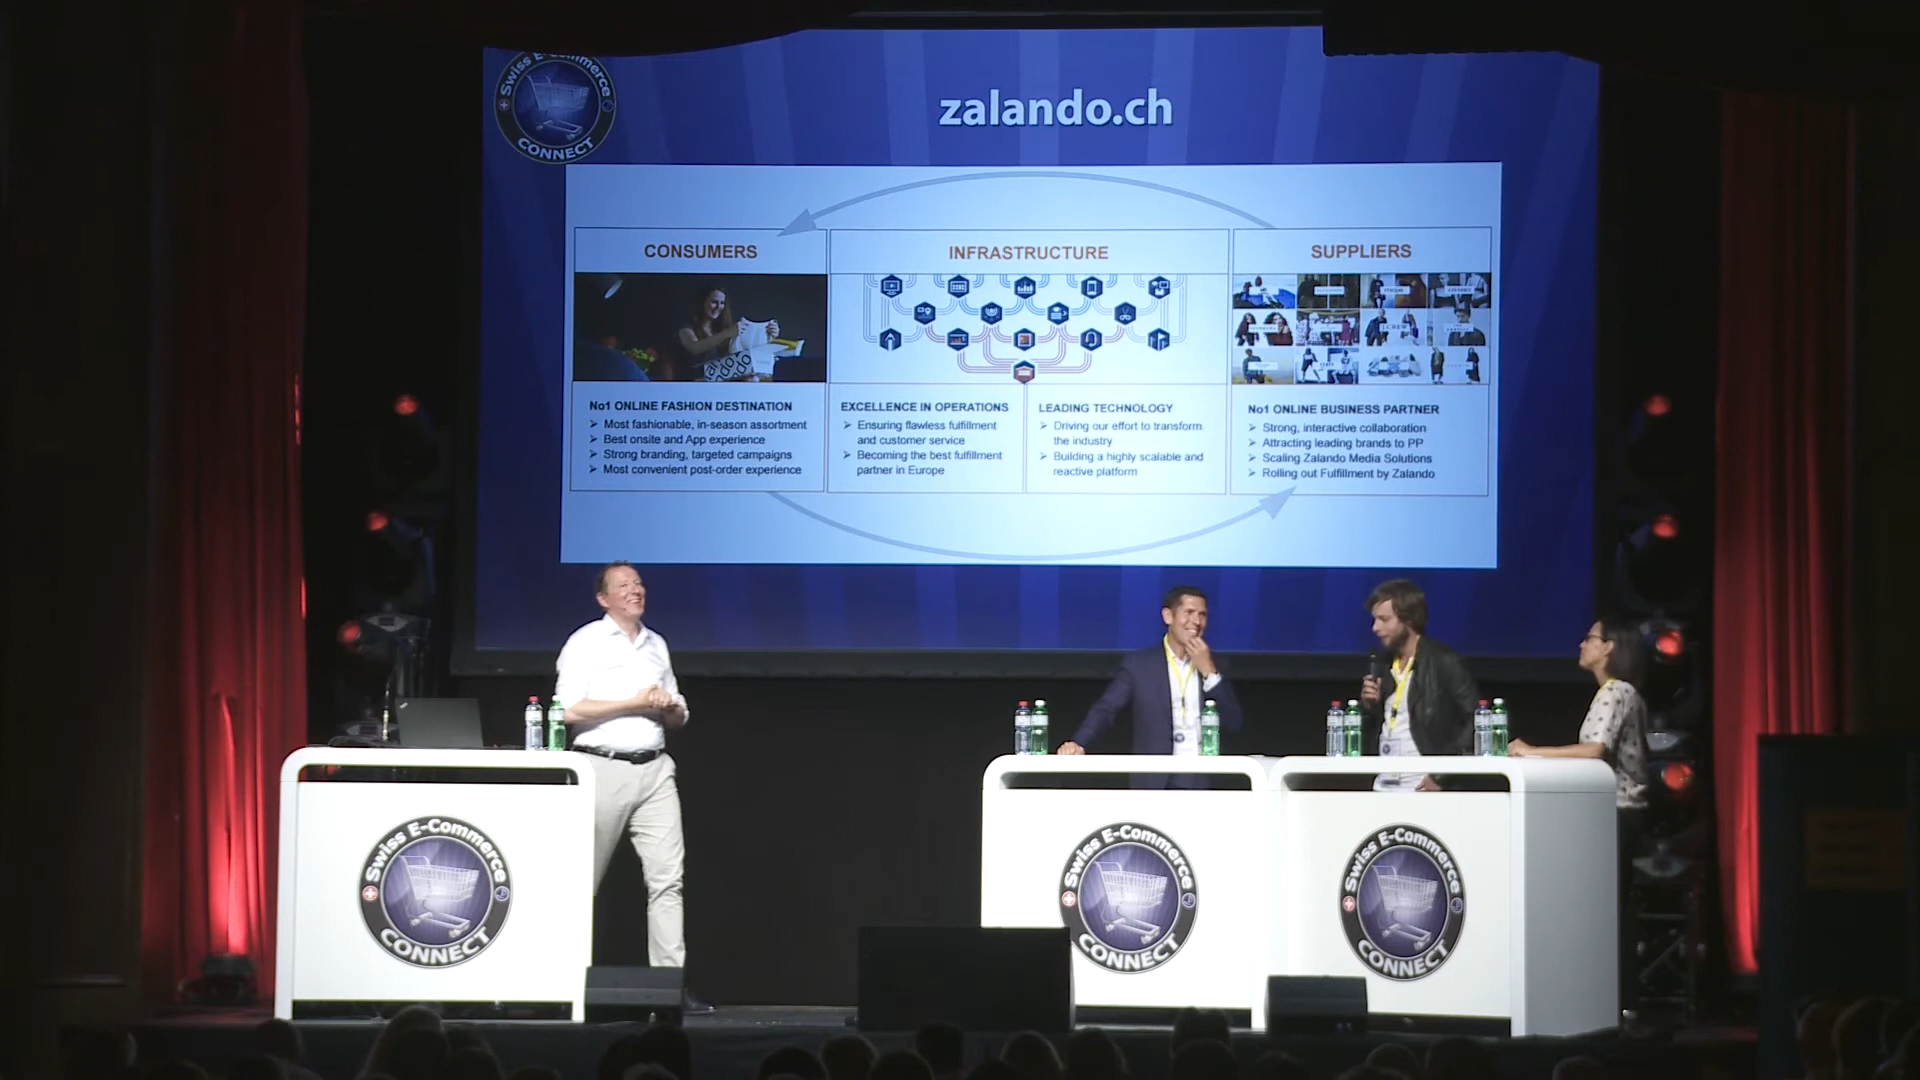 Swiss E-Commerce
CONNECT
zalando.ch
CONSUMERS
INFRASTRUCTURE
SUPPLIERS
No1 ONLINE FASHION DESTINATION
➢ Most fashionable, in-season assortment
➢ Best onsite and App experience
➢ Strong branding, targeted campaigns
➢ Most convenient post-order experience
EXCELLENCE IN OPERATIONS
➢ Ensuring flawless fulfillment
and customer service
➢ Becoming the best fulfillment
partner in Europe
LEADING TECHNOLOGY
➢ Driving our effort to transform
the industry
➢ Building a highly scalable and
reactive platform
No1 ONLINE BUSINESS PARTNER
➢ Strong, interactive collaboration
➢ Attracting leading brands to PP
➢ Scaling Zalando Media Solutions
➢ Rolling out Fulfillment by Zalando
Swiss E-Commerce
CONNECT
Swiss E-Commerce
CONNECT
Swiss E-Commerce
CONNECT